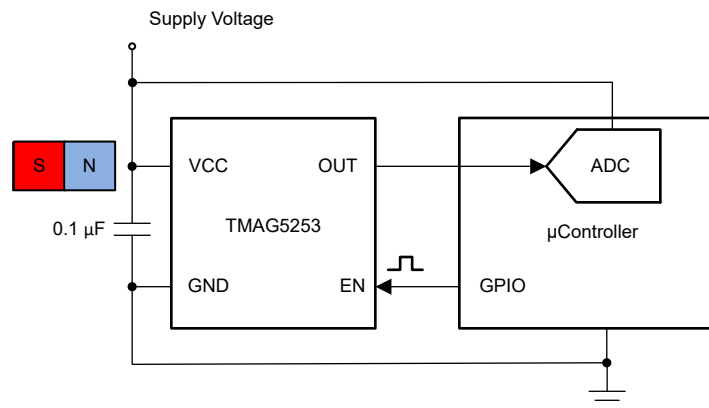 Supply Voltage
S N
VCC OUT
ADC
0.1 µF
TMAG5253
µController
GND EN
GPIO